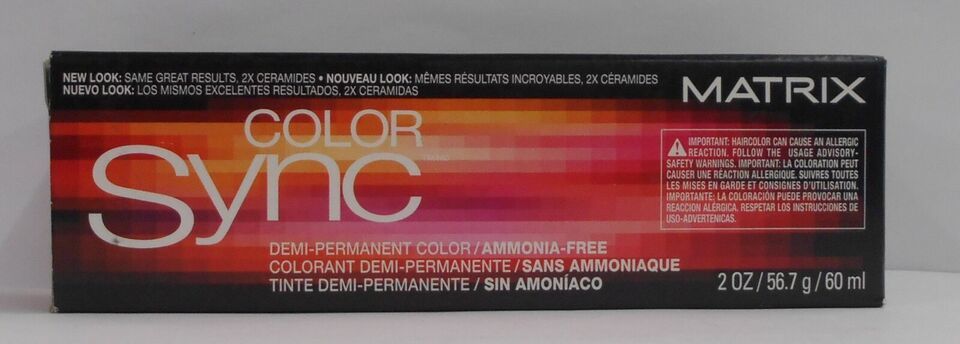 NEW LOOK: SAME GREAT RESULTS, 2X CERAMIDES • NOUVEAU LOOK: MÊMES RÉSULTATS INCROYABLES, 2X CÉRAMIDES
NUEVO LOOK: LOS MISMOS EXCELENTES RESULTADOS, 2X CERAMIDAS
MATRIX
COLOR
Sync
IMPORTANT: HAIRCOLOR CAN CAUSE AN ALLERGIC
REACTION. FOLLOW THE USAGE ADVISORY-
SAFETY WARNINGS. IMPORTANT: LA COLORATION PEUT
CAUSER UNE RÉACTION ALLERGIQUE. SUIVRE TOUTES
LES MISES EN GARDE ET CONSIGNES D'UTILISATION.
IMPORTANTE: LA COLORACIÓN PUEDE PROVOCAR UNA
REACCION ALÉRGICA. RESPETAR LOS INSTRUCCIONES DE
USO-ADVERTENCIAS.
DEMI-PERMANENT COLOR / AMMONIA-FREE
COLORANT DEMI-PERMANENTE / SANS AMMONIAQUE
TINTE DEMI-PERMANENTE / SIN AMONÍACO
2 OZ / 56.7 g / 60 ml